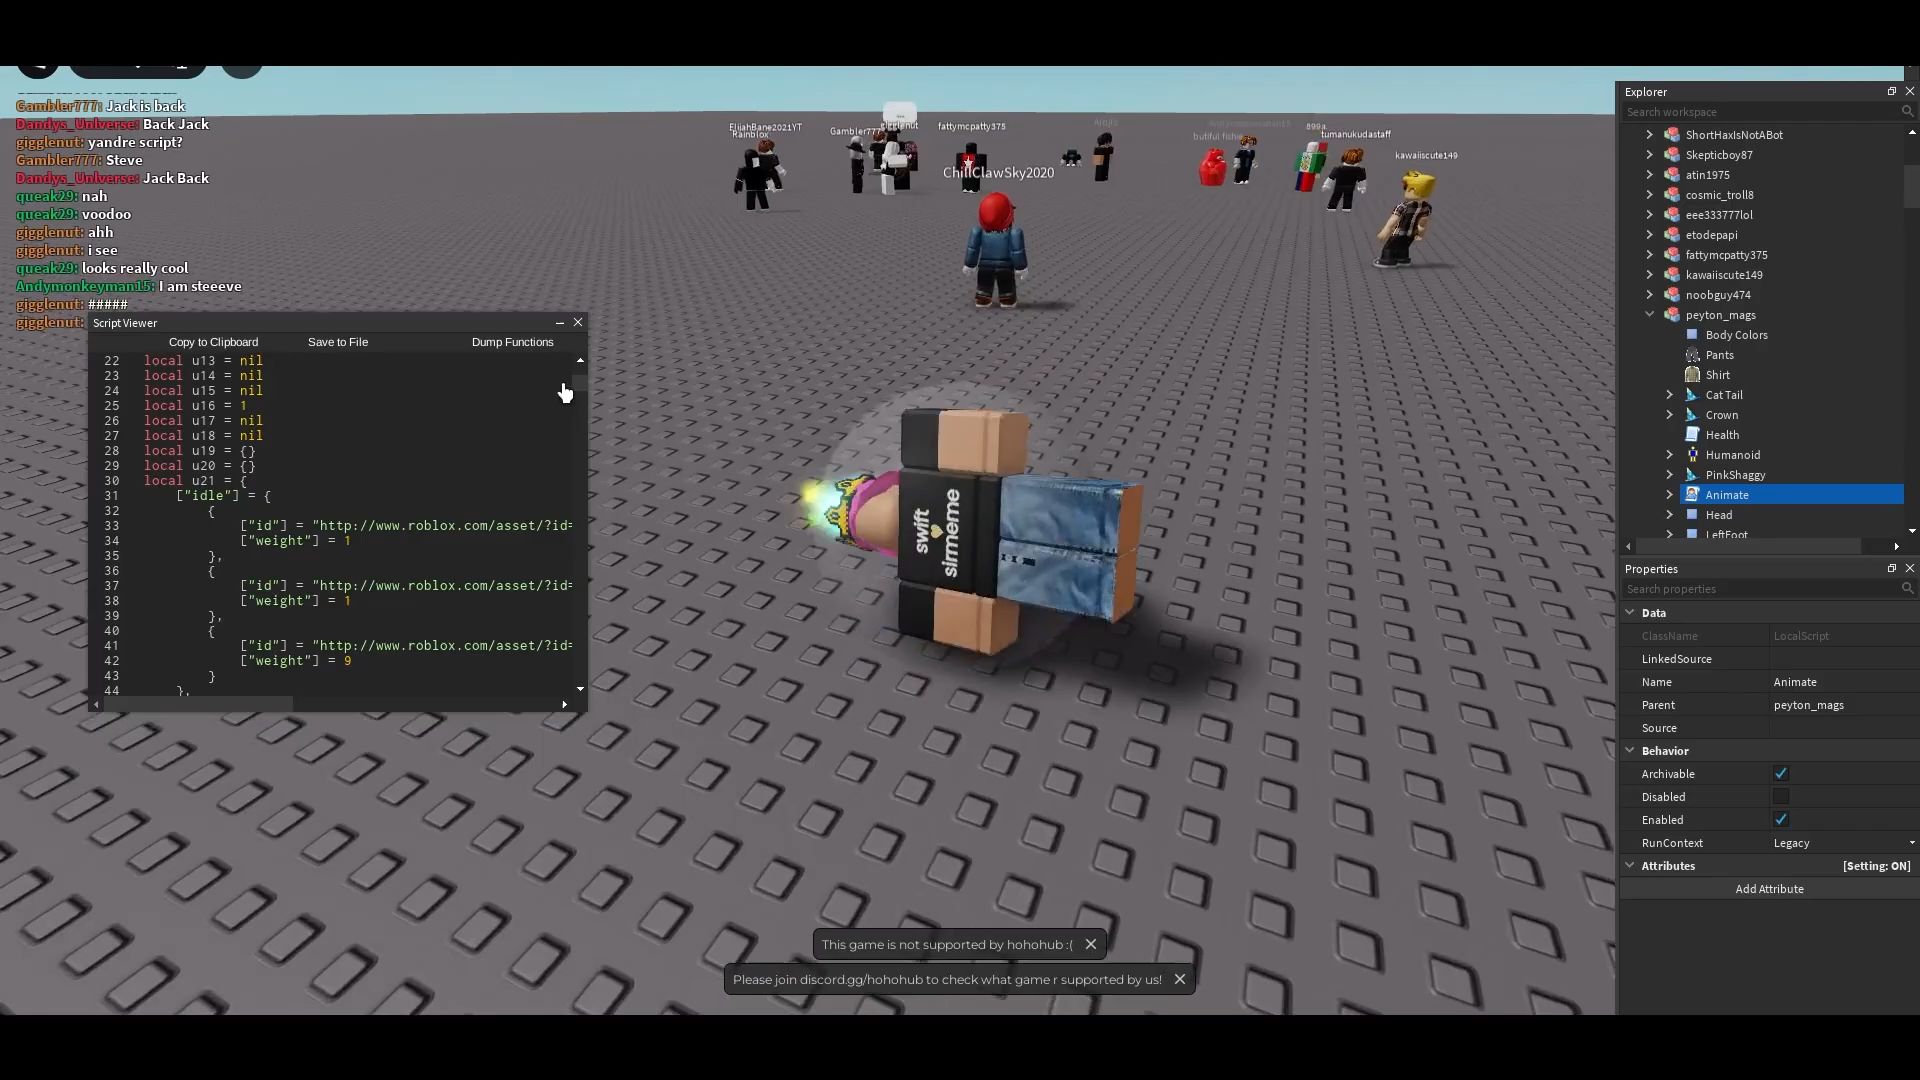 Gambler777: Jack is back
Dandys_Universe: Back Jack
gigglenut: yandre script?
Gambler777: Steve
Dandys_Universe: Jack Back
queak29: nah
queak29: voodoo
gigglenut: ahh
gigglenut: i see
queak29: looks really cool
Andymonkeyman15: I am steeeve
gigglenut: #####
gigglenut:
Script Viewer
Copy to Clipboard Save to File Dump Functions
22 local u13 = nil
23 local u14 = nil
24 local u15 = nil
25 local u16 = 1
26 local u17 = nil
27 local u18 = nil
28 local u19 = {}
29 local u20 = {}
30 local u21 = {
31 ["idle"] = {
32 {
33 ["id"] = "http://www.roblox.com/asset/?id=
34 ["weight"] = 1
35 },
36 {
37 ["id"] = "http://www.roblox.com/asset/?id=
38 ["weight"] = 1
39 },
40 {
41 ["id"] = "http://www.roblox.com/asset/?id=
42 ["weight"] = 9
43 }
44 },
ElijahBane2021YT
Rainblox
Gambler777
gigglenut
fattymcpatty375
ChillClawSky2020
butiful fishie
899a
tumanukudastaff
kawaiiscute149
swift
sirmeme
This game is not supported by hohohub :(
Please join discord.gg/hohohub to check what game r supported by us!
Explorer
Search workspace
ShortHaxIsNotABot
Skepticboy87
atin1975
cosmic_troll8
eee333777lol
etodepapi
fattymcpatty375
kawaiiscute149
noobguy474
peyton_mags
Body Colors
Pants
Shirt
Cat Tail
Crown
Health
Humanoid
PinkShaggy
Animate
Head
LeftFoot
Properties
Search properties
Data
ClassName LocalScript
LinkedSource
Name Animate
Parent peyton_mags
Source
Behavior
Archivable
Disabled
Enabled
RunContext Legacy
Attributes [Setting: ON]
Add Attribute